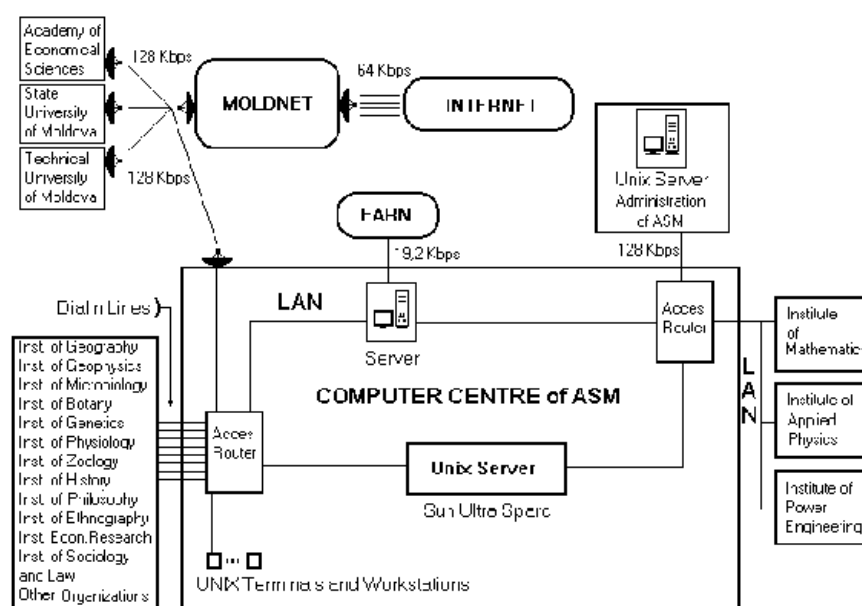 Academy of
Economical
Sciences
State
University
of Moldova
Technical
University
of Moldova
128 Kbps
128 Kbps
MOLDNET
64 Kbps
INTERNET
Unix Server
Administration
of ASM
128 Kbps
EARN
19,2 Kbps
LAN
Server
Acces
Router
Dial in Lines
Inst. of Geography
Inst. of Geophysics
Inst. of Microbiology
Inst. of Botany
Inst. of Genetics
Inst. of Physiology
Inst. of Zoology
Inst. of History
Inst. of Philosophy
Inst. of Ethnography
Inst. Econ.Research
Inst. of Sociology
and Law
Other Organizations
Acces
Router
COMPUTER CENTRE of ASM
Unix Server
Sun Ultra Sparc
UNIX Terminals End Workstations
LAN
Institute
of
Mathematic
Institute of
Applied
Physics
Institute of
Power
Engineering